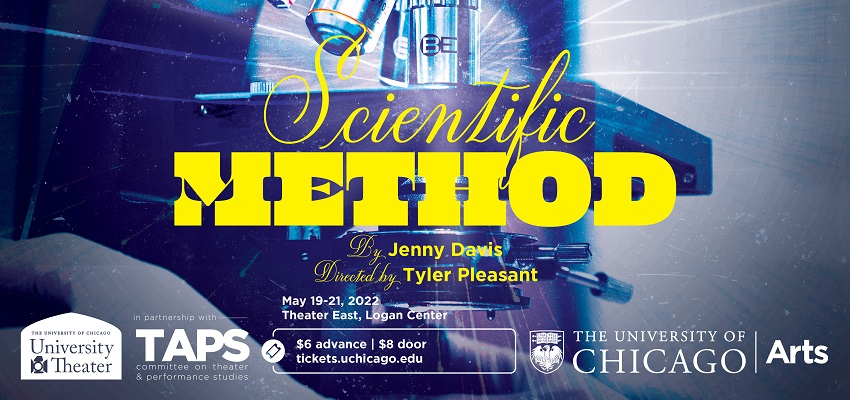 BE
Scientific
METHOD
By Jenny Davis
Directed by Tyler Pleasant
May 19-21, 2022
Theater East, Logan Center
THE UNIVERSITY OF CHICAGO
University
Theater
in partnership with
TAPS
committee on theater
& performance studies
$6 advance | $8 door
tickets.uchicago.edu
THE UNIVERSITY OF
CHICAGO
Arts